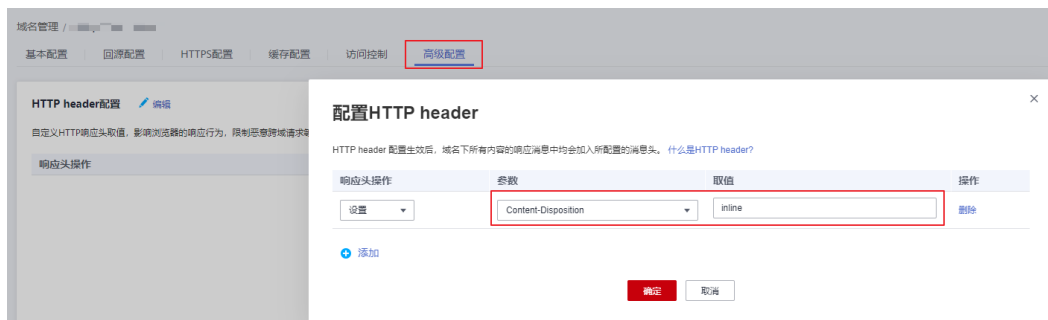 域名管理 /
基本配置 回源配置 HTTPS配置 缓存配置 访问控制 高级配置
HTTP header配置 编辑
自定义HTTP响应头取值，影响浏览器的响应行为，限制恶意跨域请求
响应头操作
配置HTTP header
×
HTTP header 配置生效后，域名下所有内容的响应消息中均会加入所配置的消息头。 什么是HTTP header?
响应头操作 参数 取值 操作
设置 Content-Disposition inline 删除
添加
确定 取消